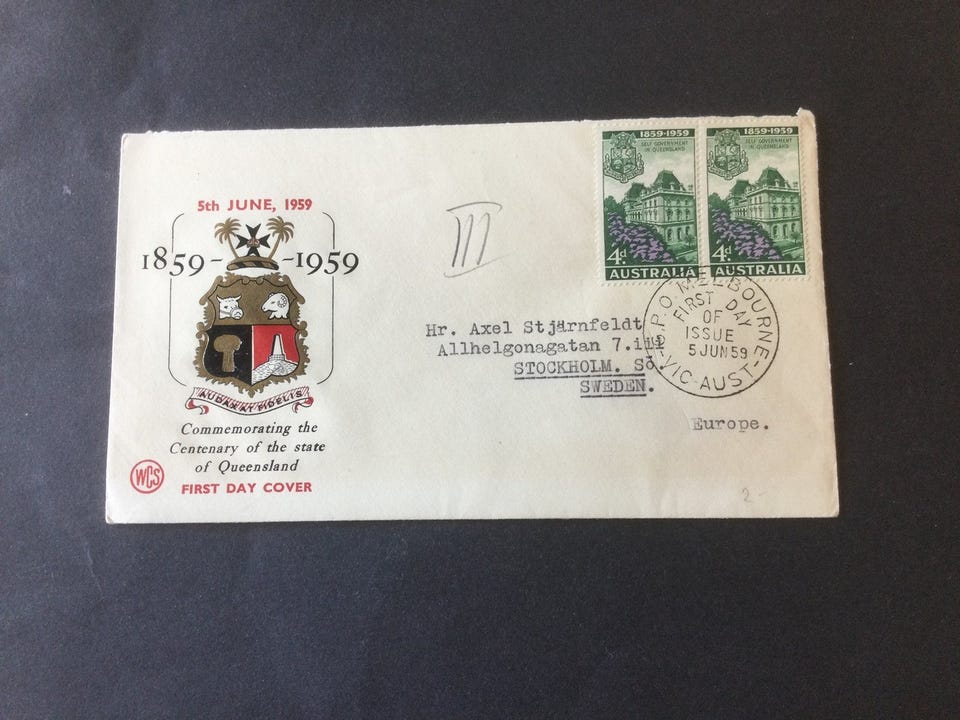 5th JUNE, 1959
1859-
-1959
AUDAX AT FIDELIS
Commemorating the
Centenary of the state
of Queensland
FIRST DAY COVER
WCS
III
1859-1959
SELF GOVERNMENT
IN QUEENSLAND
4d.
AUSTRALIA
1859-1959
SELF GOVERNMENT
IN QUEENSLAND
4d.
AUSTRALIA
G.P.O. MELBOURNE
FIRST DAY
OF
ISSUE
5 JUN 59
-VIC-AUST-
Hr. Axel Stjärnfeldt
Allhelgonagatan 7.iii
STOCKHOLM. Sö
SWEDEN.
Europe.
2-